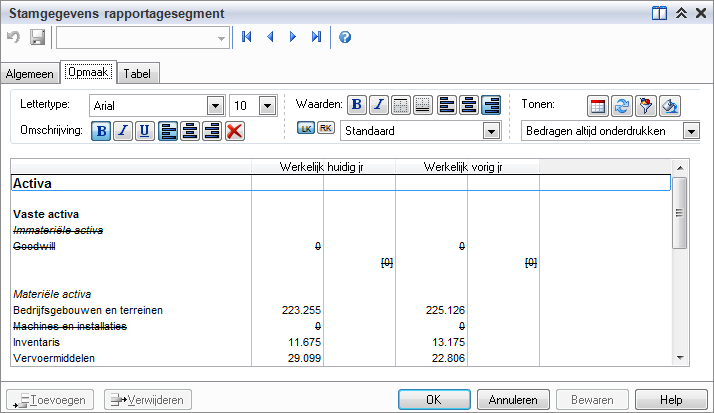 Stamgegevens rapportagesegment
Algemeen Opmaak Tabel
Lettertype: Arial 10 Waarden: B I Tonen:
Omschrijving: B I U LK RK Standaard Bedragen altijd onderdrukken
Werkelijk huidig jr Werkelijk vorig jr
Activa
Vaste activa
Immateriële activa
Goodwill 0 0
[0] [0]
Materiële activa
Bedrijfsgebouwen en terreinen 223.255 225.126
Machines en installaties 0 0
Inventaris 11.675 13.175
Vervoermiddelen 29.099 22.806
Toevoegen Verwijderen OK Annuleren Bewaren Help